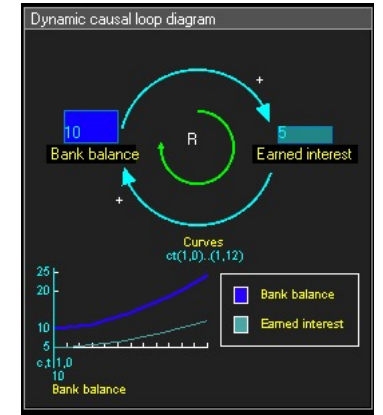 Dynamic causal loop diagram
+
10
R
5
Bank balance
Earned interest
+
Curves
ct(1,0)..(1,12)
25
20
10
5
Bank balance
Earned interest
c,t|1,0
10
Bank balance